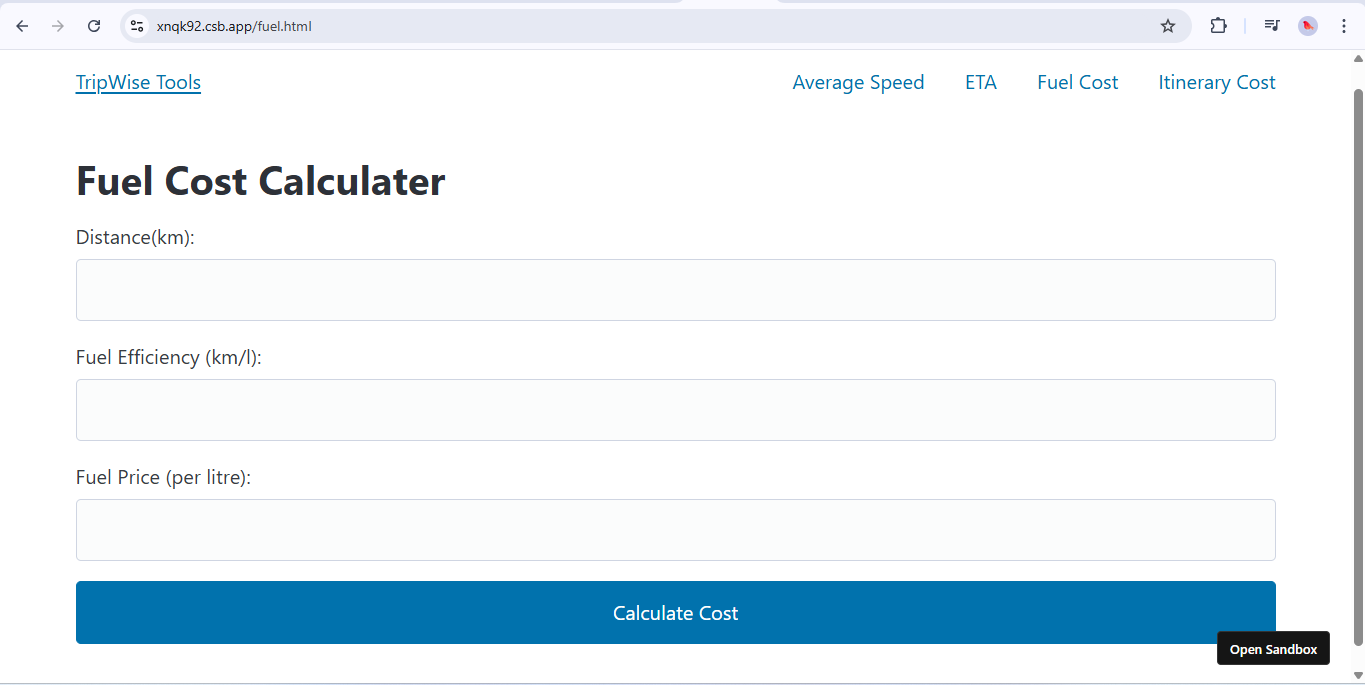 xnqk92.csb.app/fuel.html
TripWise Tools Average Speed ETA Fuel Cost Itinerary Cost
Fuel Cost Calculater
Distance(km):
Fuel Efficiency (km/l):
Fuel Price (per litre):
Calculate Cost
Open Sandbox